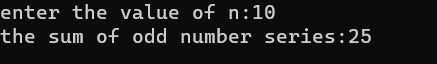 enter the value of n:10
the sum of odd number series:25